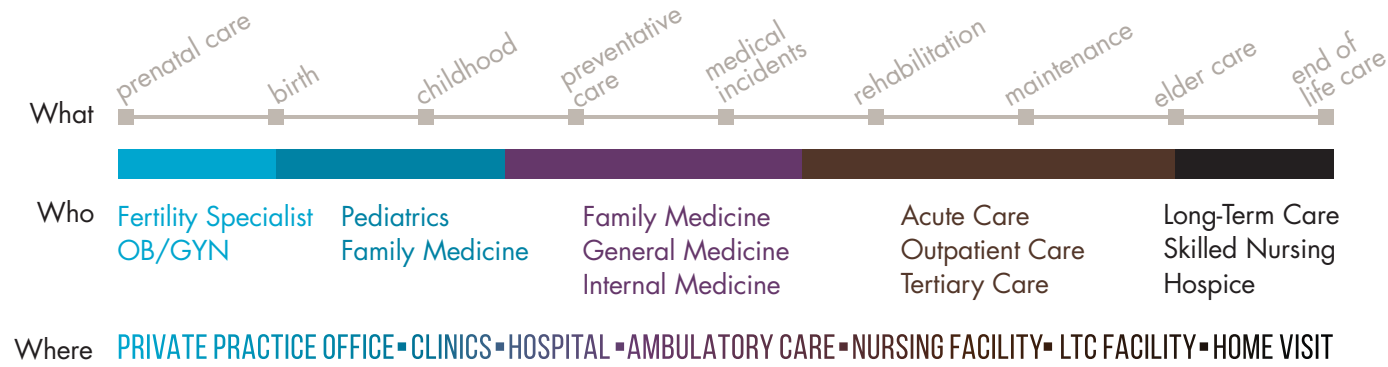 prenatal care
birth
childhood
preventative
care
medical
incidents
rehabilitation
maintenance
elder care
end of
life care
What
Who
Fertility Specialist
OB/GYN
Pediatrics
Family Medicine
Family Medicine
General Medicine
Internal Medicine
Acute Care
Outpatient Care
Tertiary Care
Long-Term Care
Skilled Nursing
Hospice
Where
PRIVATE PRACTICE OFFICE▪CLINICS▪HOSPITAL▪AMBULATORY CARE▪NURSING FACILITY▪LTC FACILITY▪HOME VISIT